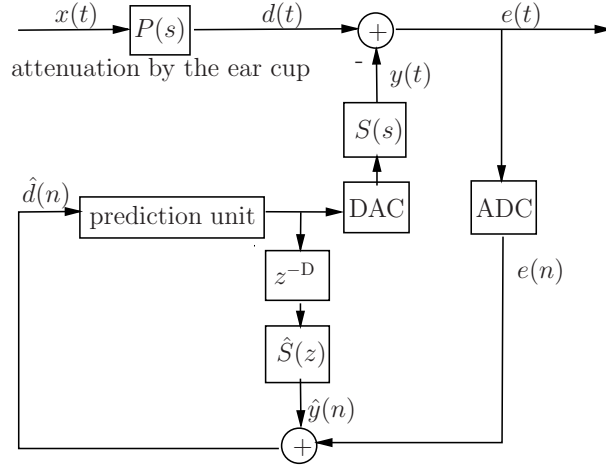 x(t)
P(s)
d(t)
+
e(t)
attenuation by the ear cup
-
y(t)
S(s)
d̂(n)
prediction unit
DAC
ADC
z⁻ᴰ
e(n)
Ŝ(z)
ŷ(n)
+